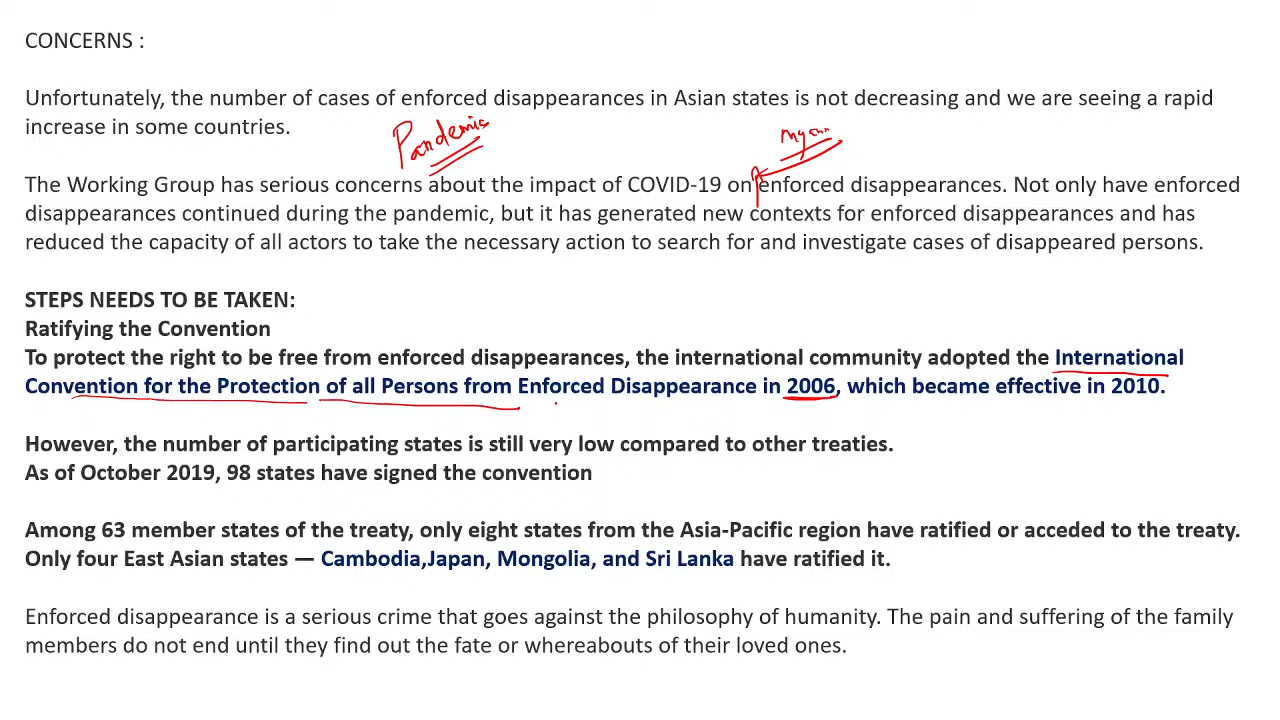 CONCERNS :
Unfortunately, the number of cases of enforced disappearances in Asian states is not decreasing and we are seeing a rapid
increase in some countries.
Pandemic
The Working Group has serious concerns about the impact of COVID-19 on enforced disappearances. Not only have enforced
disappearances continued during the pandemic, but it has generated new contexts for enforced disappearances and has
reduced the capacity of all actors to take the necessary action to search for and investigate cases of disappeared persons.
STEPS NEEDS TO BE TAKEN:
Ratifying the Convention
To protect the right to be free from enforced disappearances, the international community adopted the International
Convention for the Protection of all Persons from Enforced Disappearance in 2006, which became effective in 2010.
However, the number of participating states is still very low compared to other treaties.
As of October 2019, 98 states have signed the convention
Among 63 member states of the treaty, only eight states from the Asia-Pacific region have ratified or acceded to the treaty.
Only four East Asian states — Cambodia,Japan, Mongolia, and Sri Lanka have ratified it.
Enforced disappearance is a serious crime that goes against the philosophy of humanity. The pain and suffering of the family
members do not end until they find out the fate or whereabouts of their loved ones.